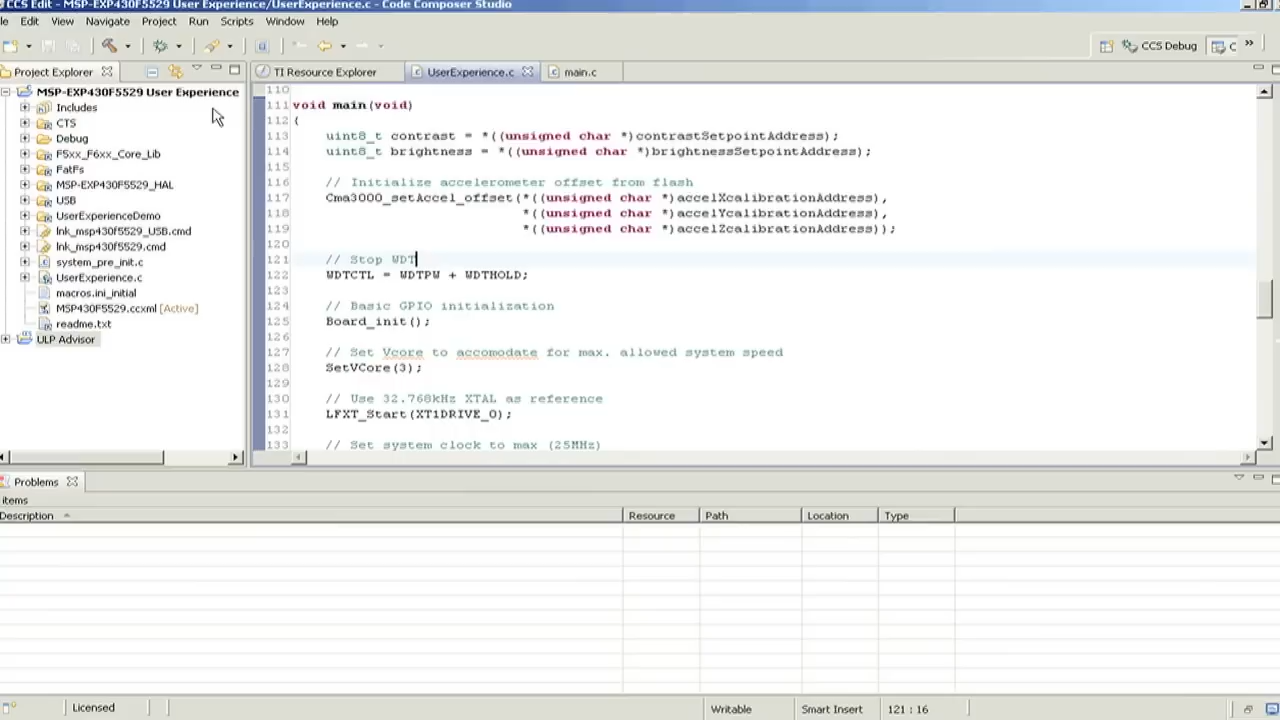 CCS Edit - MSP-EXP430F5529 User Experience/UserExperience.c - Code Composer Studio
le Edit View Navigate Project Run Scripts Window Help
CCS Debug C
Project Explorer
TI Resource Explorer UserExperience.c main.c
MSP-EXP430F5529 User Experience
Includes
CTS
Debug
F5xx_F6xx_Core_Lib
FatFs
MSP-EXP430F5529_HAL
USB
UserExperienceDemo
lnk_msp430f5529_USB.cmd
lnk_msp430f5529.cmd
system_pre_init.c
UserExperience.c
macros.ini_initial
MSP430F5529.ccxml [Active]
readme.txt
ULP Advisor
110
111 void main(void)
112 {
113 uint8_t contrast = *((unsigned char *)contrastSetpointAddress);
114 uint8_t brightness = *((unsigned char *)brightnessSetpointAddress);
115
116 // Initialize accelerometer offset from flash
117 Cma3000_setAccel_offset(*((unsigned char *)accelXcalibrationAddress),
118 *((unsigned char *)accelYcalibrationAddress),
119 *((unsigned char *)accelZcalibrationAddress));
120
121 // Stop WDT
122 WDTCTL = WDTPW + WDTHOLD;
123
124 // Basic GPIO initialization
125 Board_init();
126
127 // Set Vcore to accomodate for max. allowed system speed
128 SetVCore(3);
129
130 // Use 32.768kHz XTAL as reference
131 LFXT_Start(XT1DRIVE_0);
132
133 // Set system clock to max (25MHz)
Problems
items
Description Resource Path Location Type
Licensed Writable Smart Insert 121 : 16